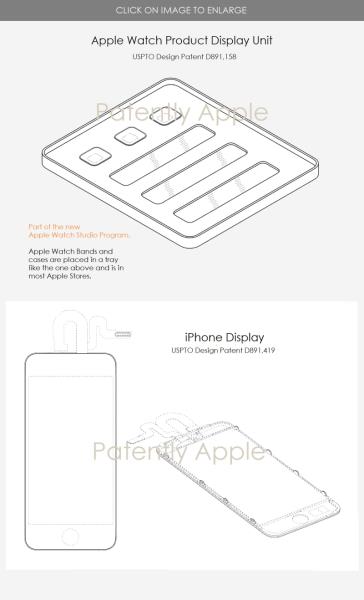 CLICK ON IMAGE TO ENLARGE
Apple Watch Product Display Unit
USPTO Design Patent D891,158
Patently Apple
Part of the new
Apple Watch Studio Program.
Apple Watch Bands and
cases are placed in a tray
like the one above and is in
most Apple Stores.
iPhone Display
USPTO Design Patent D891,419
Patently Apple